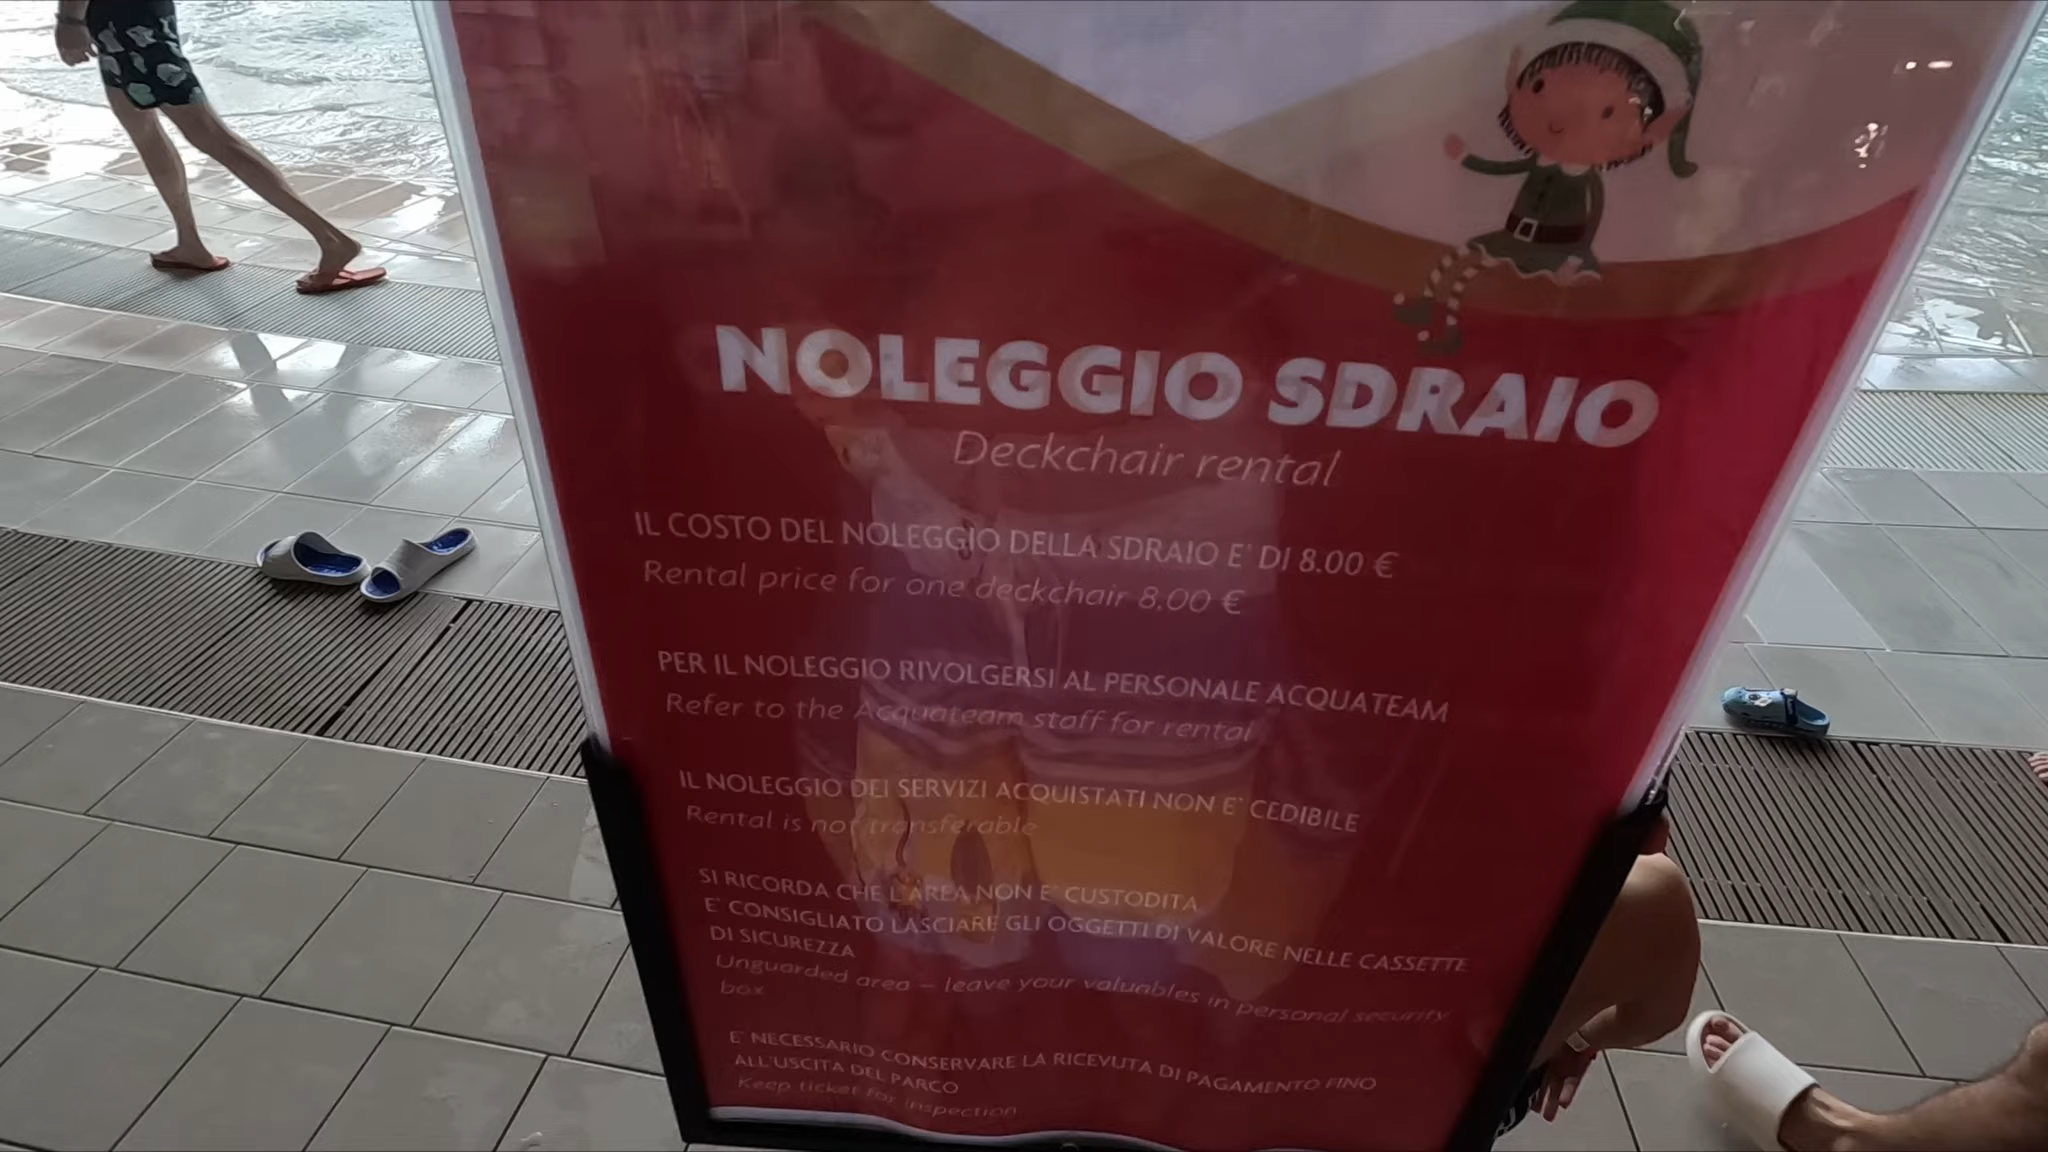 NOLEGGIO SDRAIO
Deckchair rental
IL COSTO DEL NOLEGGIO DELLA SDRAIO E' DI 8.00 €
Rental price for one deckchair 8.00 €
PER IL NOLEGGIO RIVOLGERSI AL PERSONALE ACQUATEAM
Refer to the Acquateam staff for rental
IL NOLEGGIO DEI SERVIZI ACQUISTATI NON E' CEDIBILE
Rental is not transferable
SI RICORDA CHE L'AREA NON E' CUSTODITA
E' CONSIGLIATO LASCIARE GLI OGGETTI DI VALORE NELLE CASSETTE
DI SICUREZZA
Unguarded area – leave your valuables in personal security
box
E' NECESSARIO CONSERVARE LA RICEVUTA DI PAGAMENTO FINO
ALL'USCITA DEL PARCO
Keep ticket for inspection